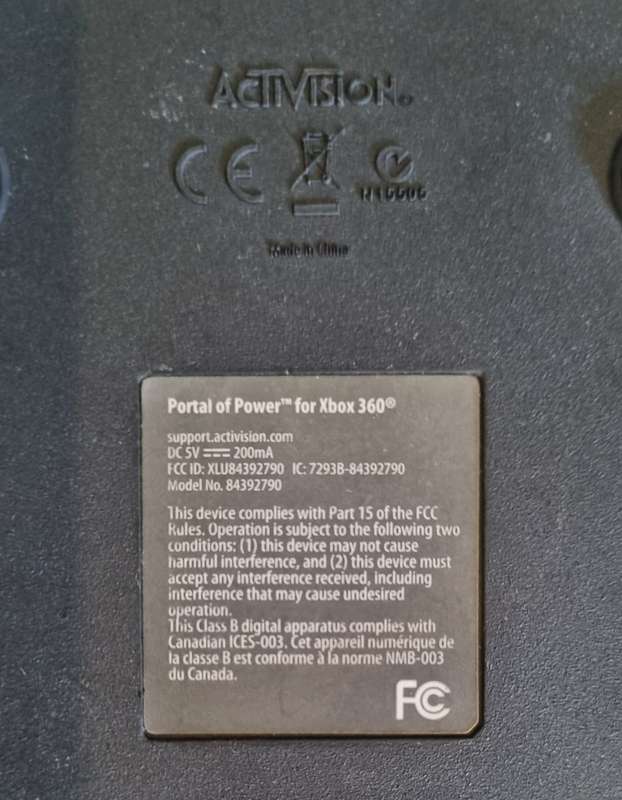 ACTIVISION.
CE
N15505
Made in China
Portal of Power™ for Xbox 360®
support.activision.com
DC 5V ⎓ 200mA
FCC ID: XLU84392790 IC: 7293B-84392790
Model No. 84392790
This device complies with Part 15 of the FCC
Rules. Operation is subject to the following two
conditions: (1) this device may not cause
harmful interference, and (2) this device must
accept any interference received, including
interference that may cause undesired
operation.
This Class B digital apparatus complies with
Canadian ICES-003. Cet appareil numérique de
la classe B est conforme à la norme NMB-003
du Canada.
FC